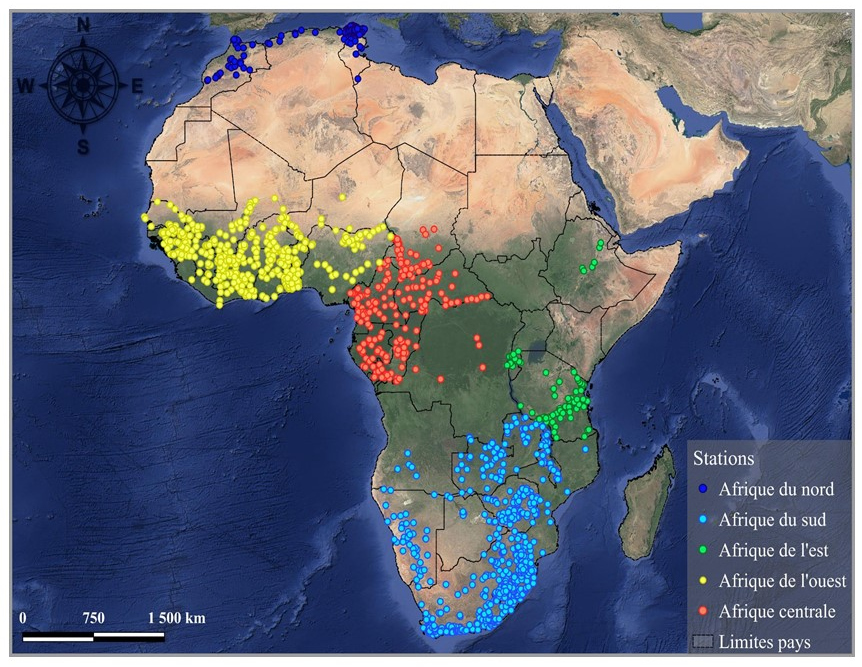 N
W
E
S
Stations
Afrique du nord
Afrique du sud
Afrique de l'est
Afrique de l'ouest
Afrique centrale
Limites pays
0 750 1 500 km